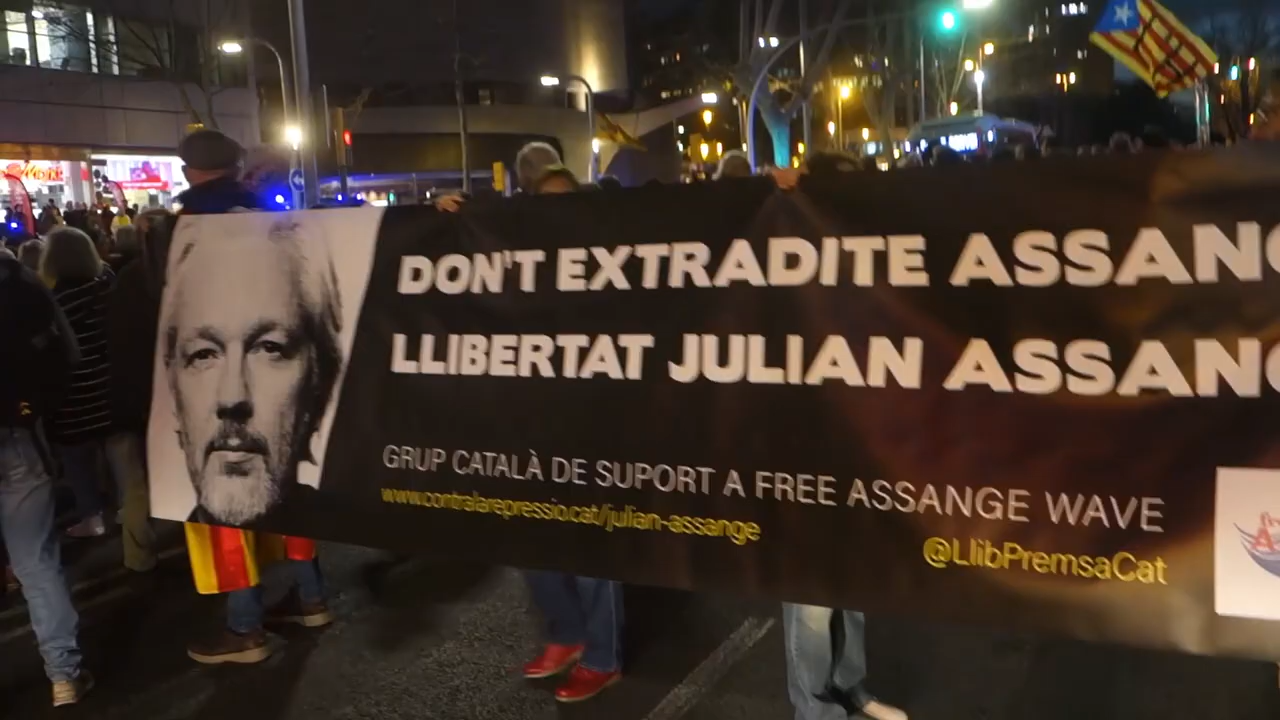 DON'T EXTRADITE ASSANG
LLIBERTAT JULIAN ASSANG
GRUP CATALÀ DE SUPORT A FREE ASSANGE WAVE
www.contralarepressio.cat/julian-assange
@LlibPremsaCat